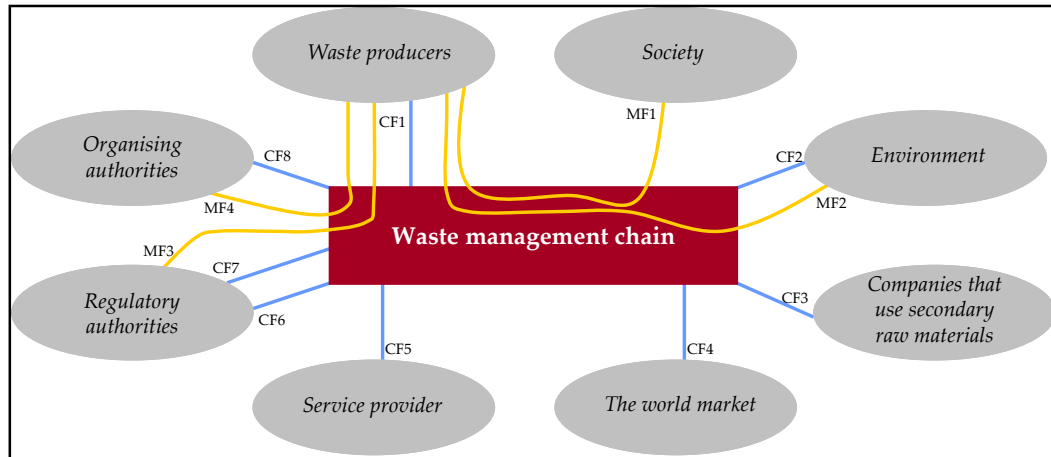 Waste producers
Society
CF1
MF1
Organising
authorities
CF8
CF2
Environment
MF4
MF2
Waste management chain
MF3
CF7
Regulatory
authorities
CF6
CF3
Companies that
use secondary
raw materials
CF5
CF4
Service provider
The world market